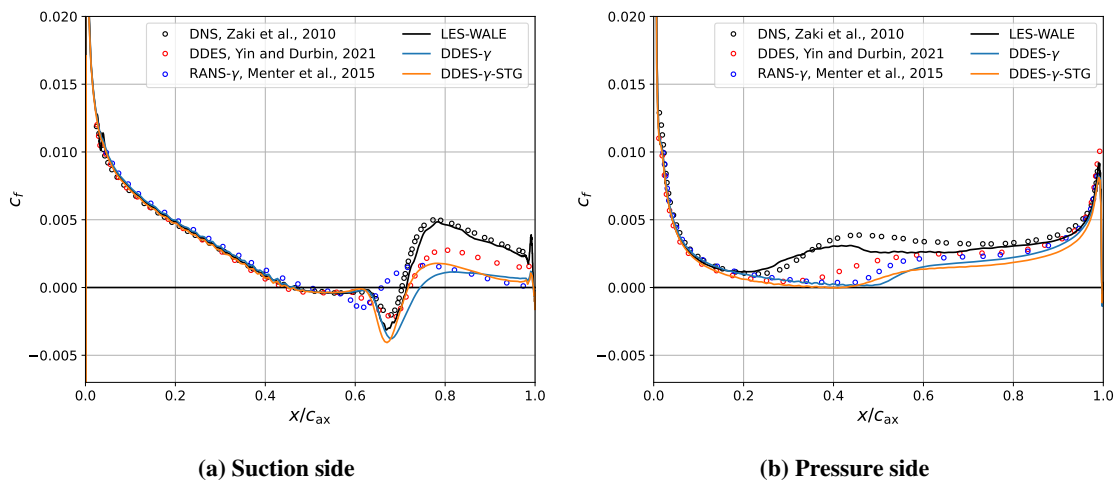 0.020
0.015
0.010
0.005
0.000
−0.005
c_f
0.0 0.2 0.4 0.6 0.8 1.0
x/c_ax
DNS, Zaki et al., 2010
DDES, Yin and Durbin, 2021
RANS-γ, Menter et al., 2015
LES-WALE
DDES-γ
DDES-γ-STG
(a) Suction side
0.020
0.015
0.010
0.005
0.000
−0.005
c_f
0.0 0.2 0.4 0.6 0.8 1.0
x/c_ax
DNS, Zaki et al., 2010
DDES, Yin and Durbin, 2021
RANS-γ, Menter et al., 2015
LES-WALE
DDES-γ
DDES-γ-STG
(b) Pressure side